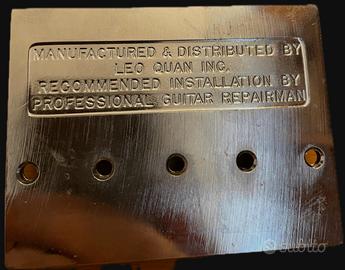 MANUFACTURED & DISTRIBUTED BY
LEO QUAN INC.
RECOMMENDED INSTALLATION BY
PROFESSIONAL GUITAR REPAIRMAN
subito